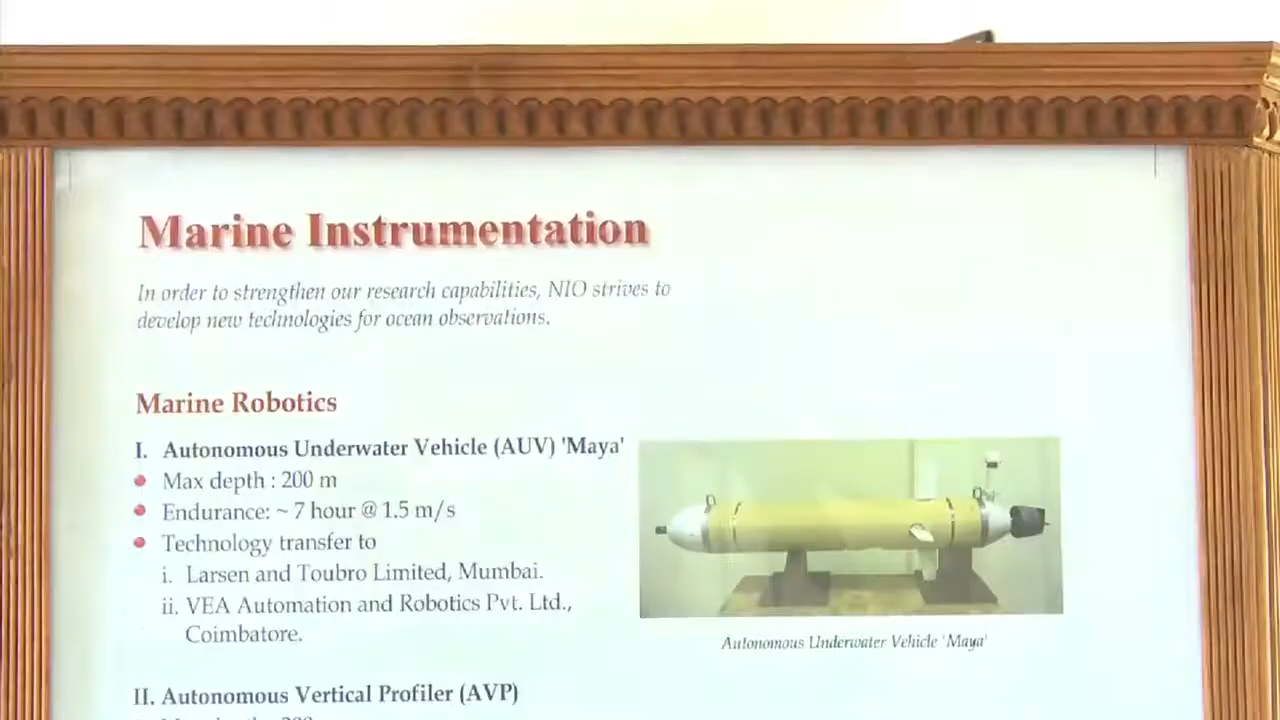 Marine Instrumentation
In order to strengthen our research capabilities, NIO strives to
develop new technologies for ocean observations.
Marine Robotics
I. Autonomous Underwater Vehicle (AUV) 'Maya'
Max depth : 200 m
Endurance: ~ 7 hour @ 1.5 m/s
Technology transfer to
i. Larsen and Toubro Limited, Mumbai.
ii. VEA Automation and Robotics Pvt. Ltd.,
Coimbatore.
Autonomous Underwater Vehicle 'Maya'
II. Autonomous Vertical Profiler (AVP)